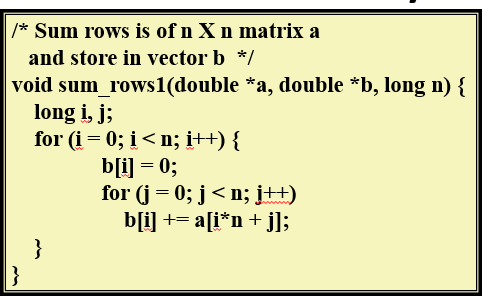 /* Sum rows is of n X n matrix a
and store in vector b */
void sum_rows1(double *a, double *b, long n) {
long i, j;
for (i = 0; i < n; i++) {
b[i] = 0;
for (j = 0; j < n; j++)
b[i] += a[i*n + j];
}
}